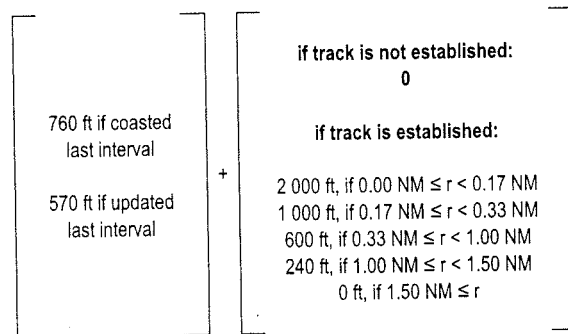 760 ft if coasted
last interval
570 ft if updated
last interval
+
if track is not established:
0
if track is established:
2 000 ft, if 0.00 NM ≤ r < 0.17 NM
1 000 ft, if 0.17 NM ≤ r < 0.33 NM
600 ft, if 0.33 NM ≤ r < 1.00 NM
240 ft, if 1.00 NM ≤ r < 1.50 NM
0 ft, if 1.50 NM ≤ r